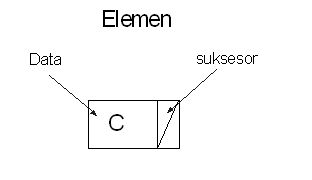 Elemen
Data
suksesor
C